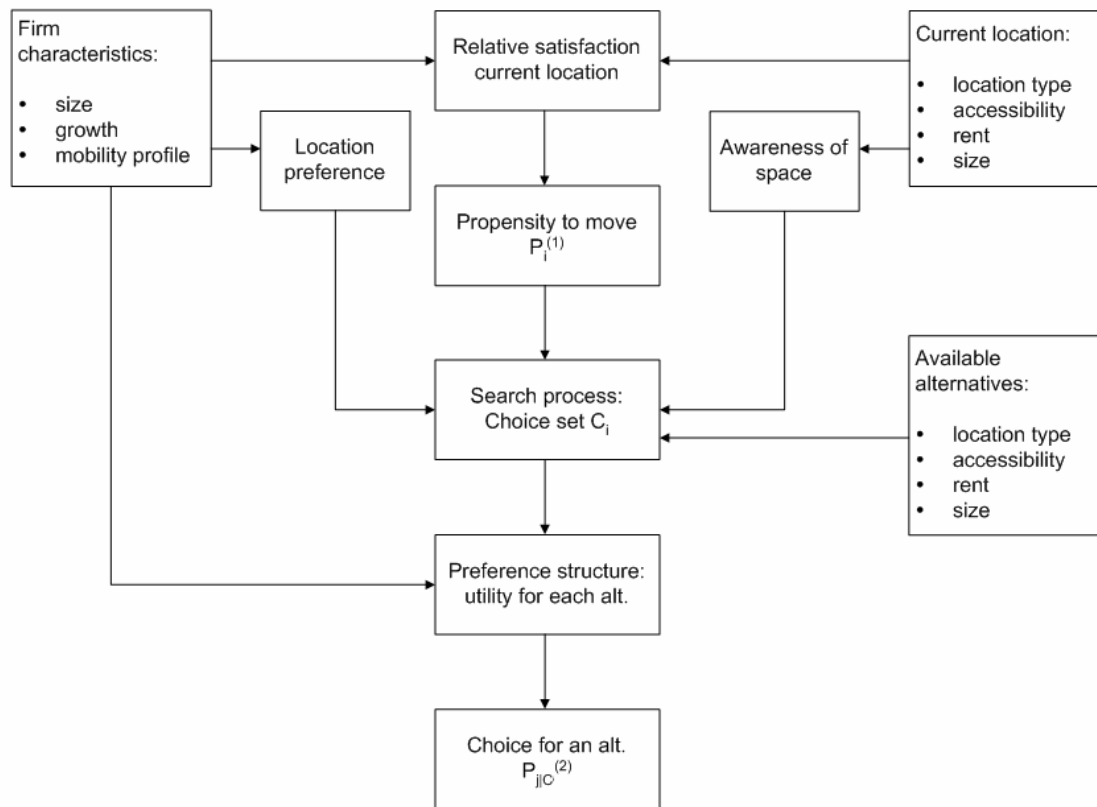 Firm
characteristics:
• size
• growth
• mobility profile
Relative satisfaction
current location
Current location:
• location type
• accessibility
• rent
• size
Location
preference
Awareness of
space
Propensity to move
P_i^(1)
Search process:
Choice set C_i
Available
alternatives:
• location type
• accessibility
• rent
• size
Preference structure:
utility for each alt.
Choice for an alt.
P_j|C^(2)